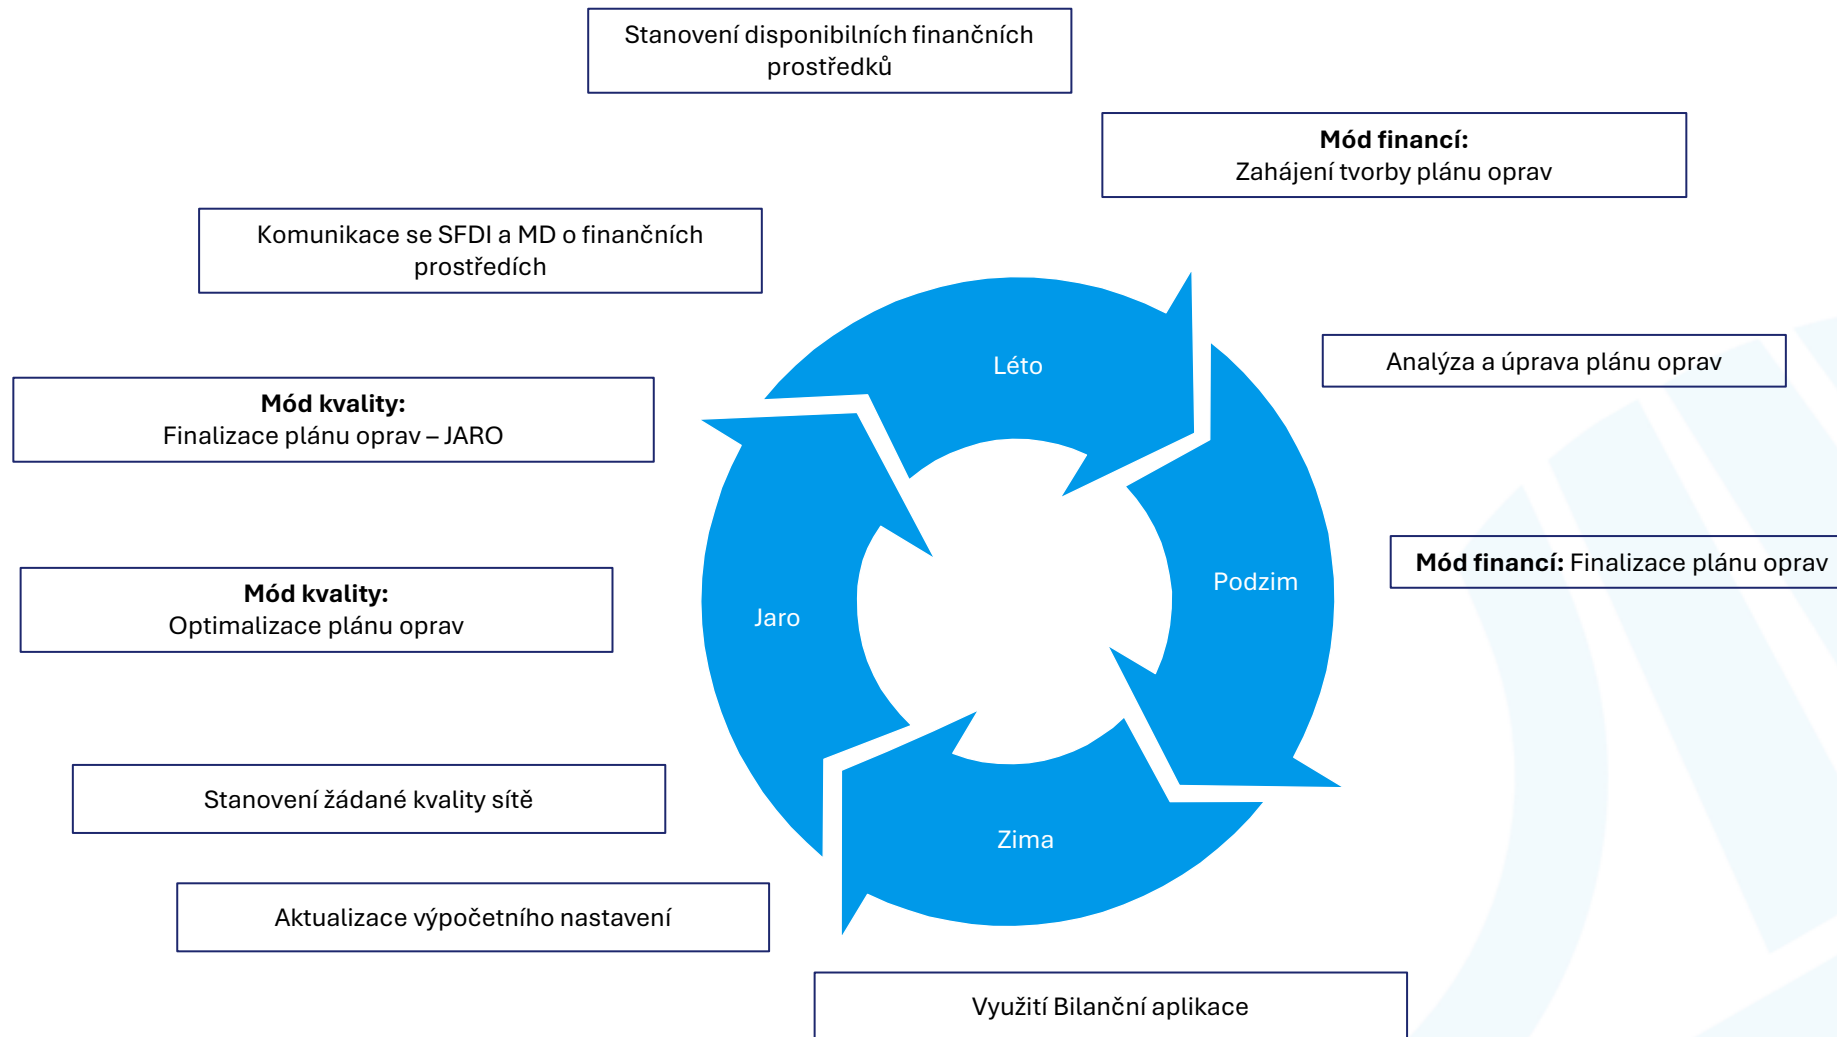 Stanovení disponibilních finančních
prostředků
Mód financí:
Zahájení tvorby plánu oprav
Komunikace se SFDI a MD o finančních
prostředích
Léto
Analýza a úprava plánu oprav
Mód kvality:
Finalizace plánu oprav – JARO
Mód financí: Finalizace plánu oprav
Podzim
Mód kvality:
Optimalizace plánu oprav
Jaro
Stanovení žádané kvality sítě
Zima
Aktualizace výpočetního nastavení
Využití Bilanční aplikace